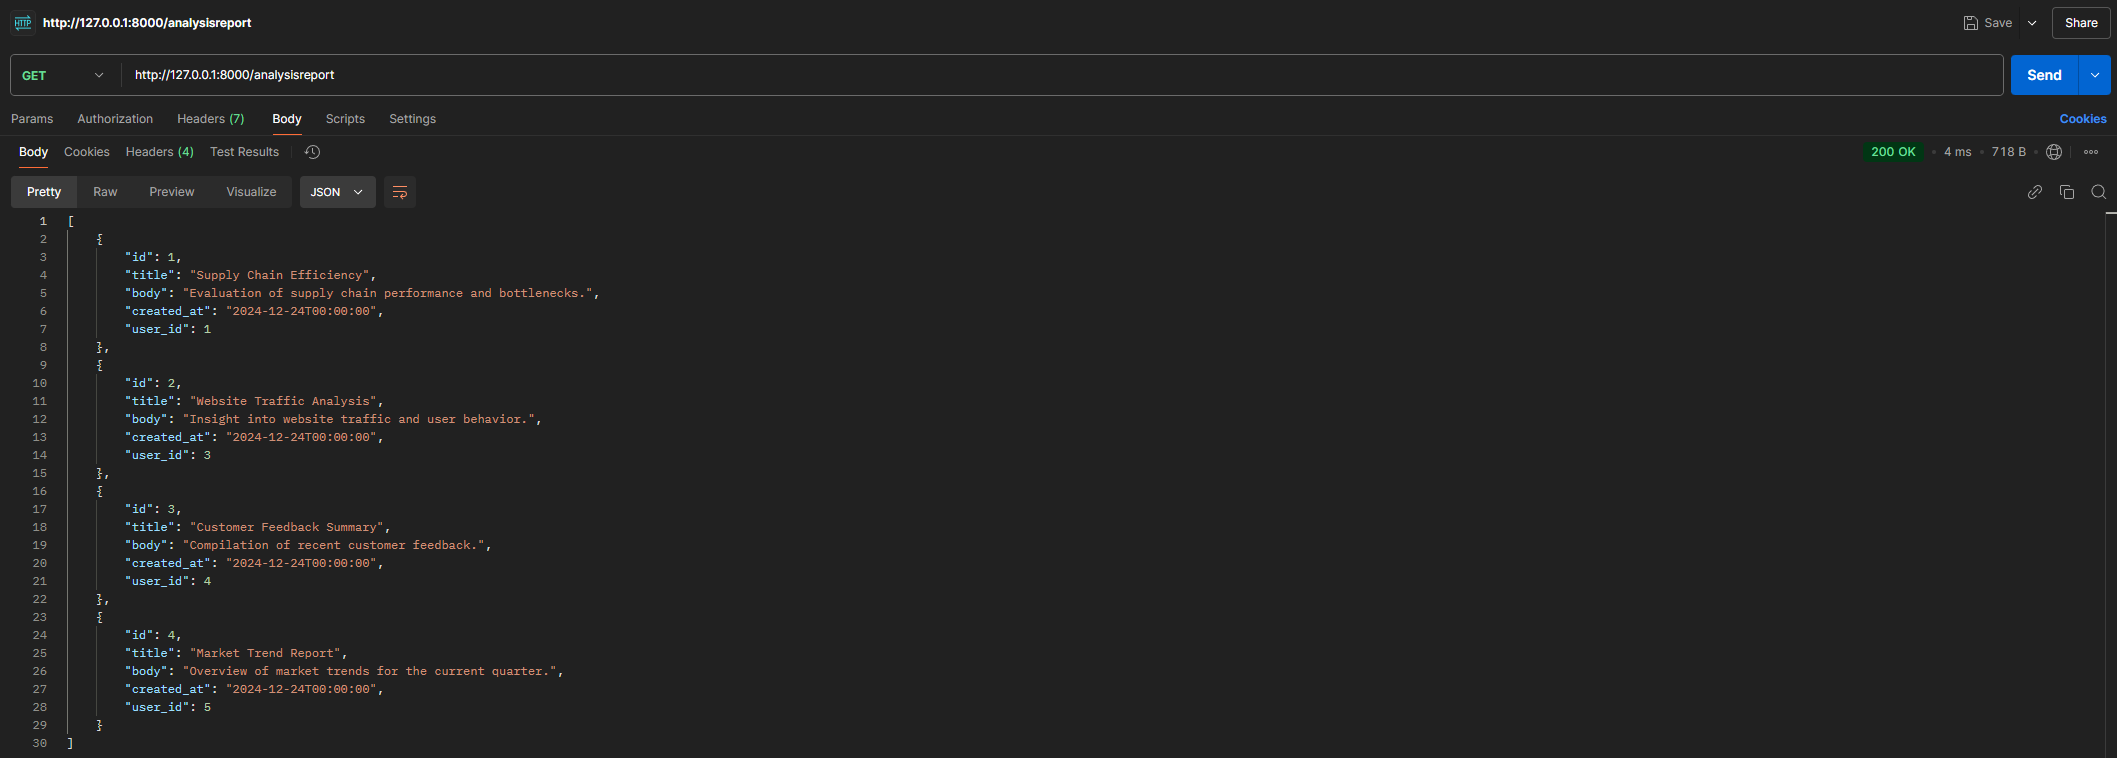 HTTP http://127.0.0.1:8000/analysisreport Save Share
GET http://127.0.0.1:8000/analysisreport Send
Params Authorization Headers (7) Body Scripts Settings Cookies
Body Cookies Headers (4) Test Results 200 OK 4 ms 718 B
Pretty Raw Preview Visualize JSON
1 [
2 {
3 "id": 1,
4 "title": "Supply Chain Efficiency",
5 "body": "Evaluation of supply chain performance and bottlenecks.",
6 "created_at": "2024-12-24T00:00:00",
7 "user_id": 1
8 },
9 {
10 "id": 2,
11 "title": "Website Traffic Analysis",
12 "body": "Insight into website traffic and user behavior.",
13 "created_at": "2024-12-24T00:00:00",
14 "user_id": 3
15 },
16 {
17 "id": 3,
18 "title": "Customer Feedback Summary",
19 "body": "Compilation of recent customer feedback.",
20 "created_at": "2024-12-24T00:00:00",
21 "user_id": 4
22 },
23 {
24 "id": 4,
25 "title": "Market Trend Report",
26 "body": "Overview of market trends for the current quarter.",
27 "created_at": "2024-12-24T00:00:00",
28 "user_id": 5
29 }
30 ]